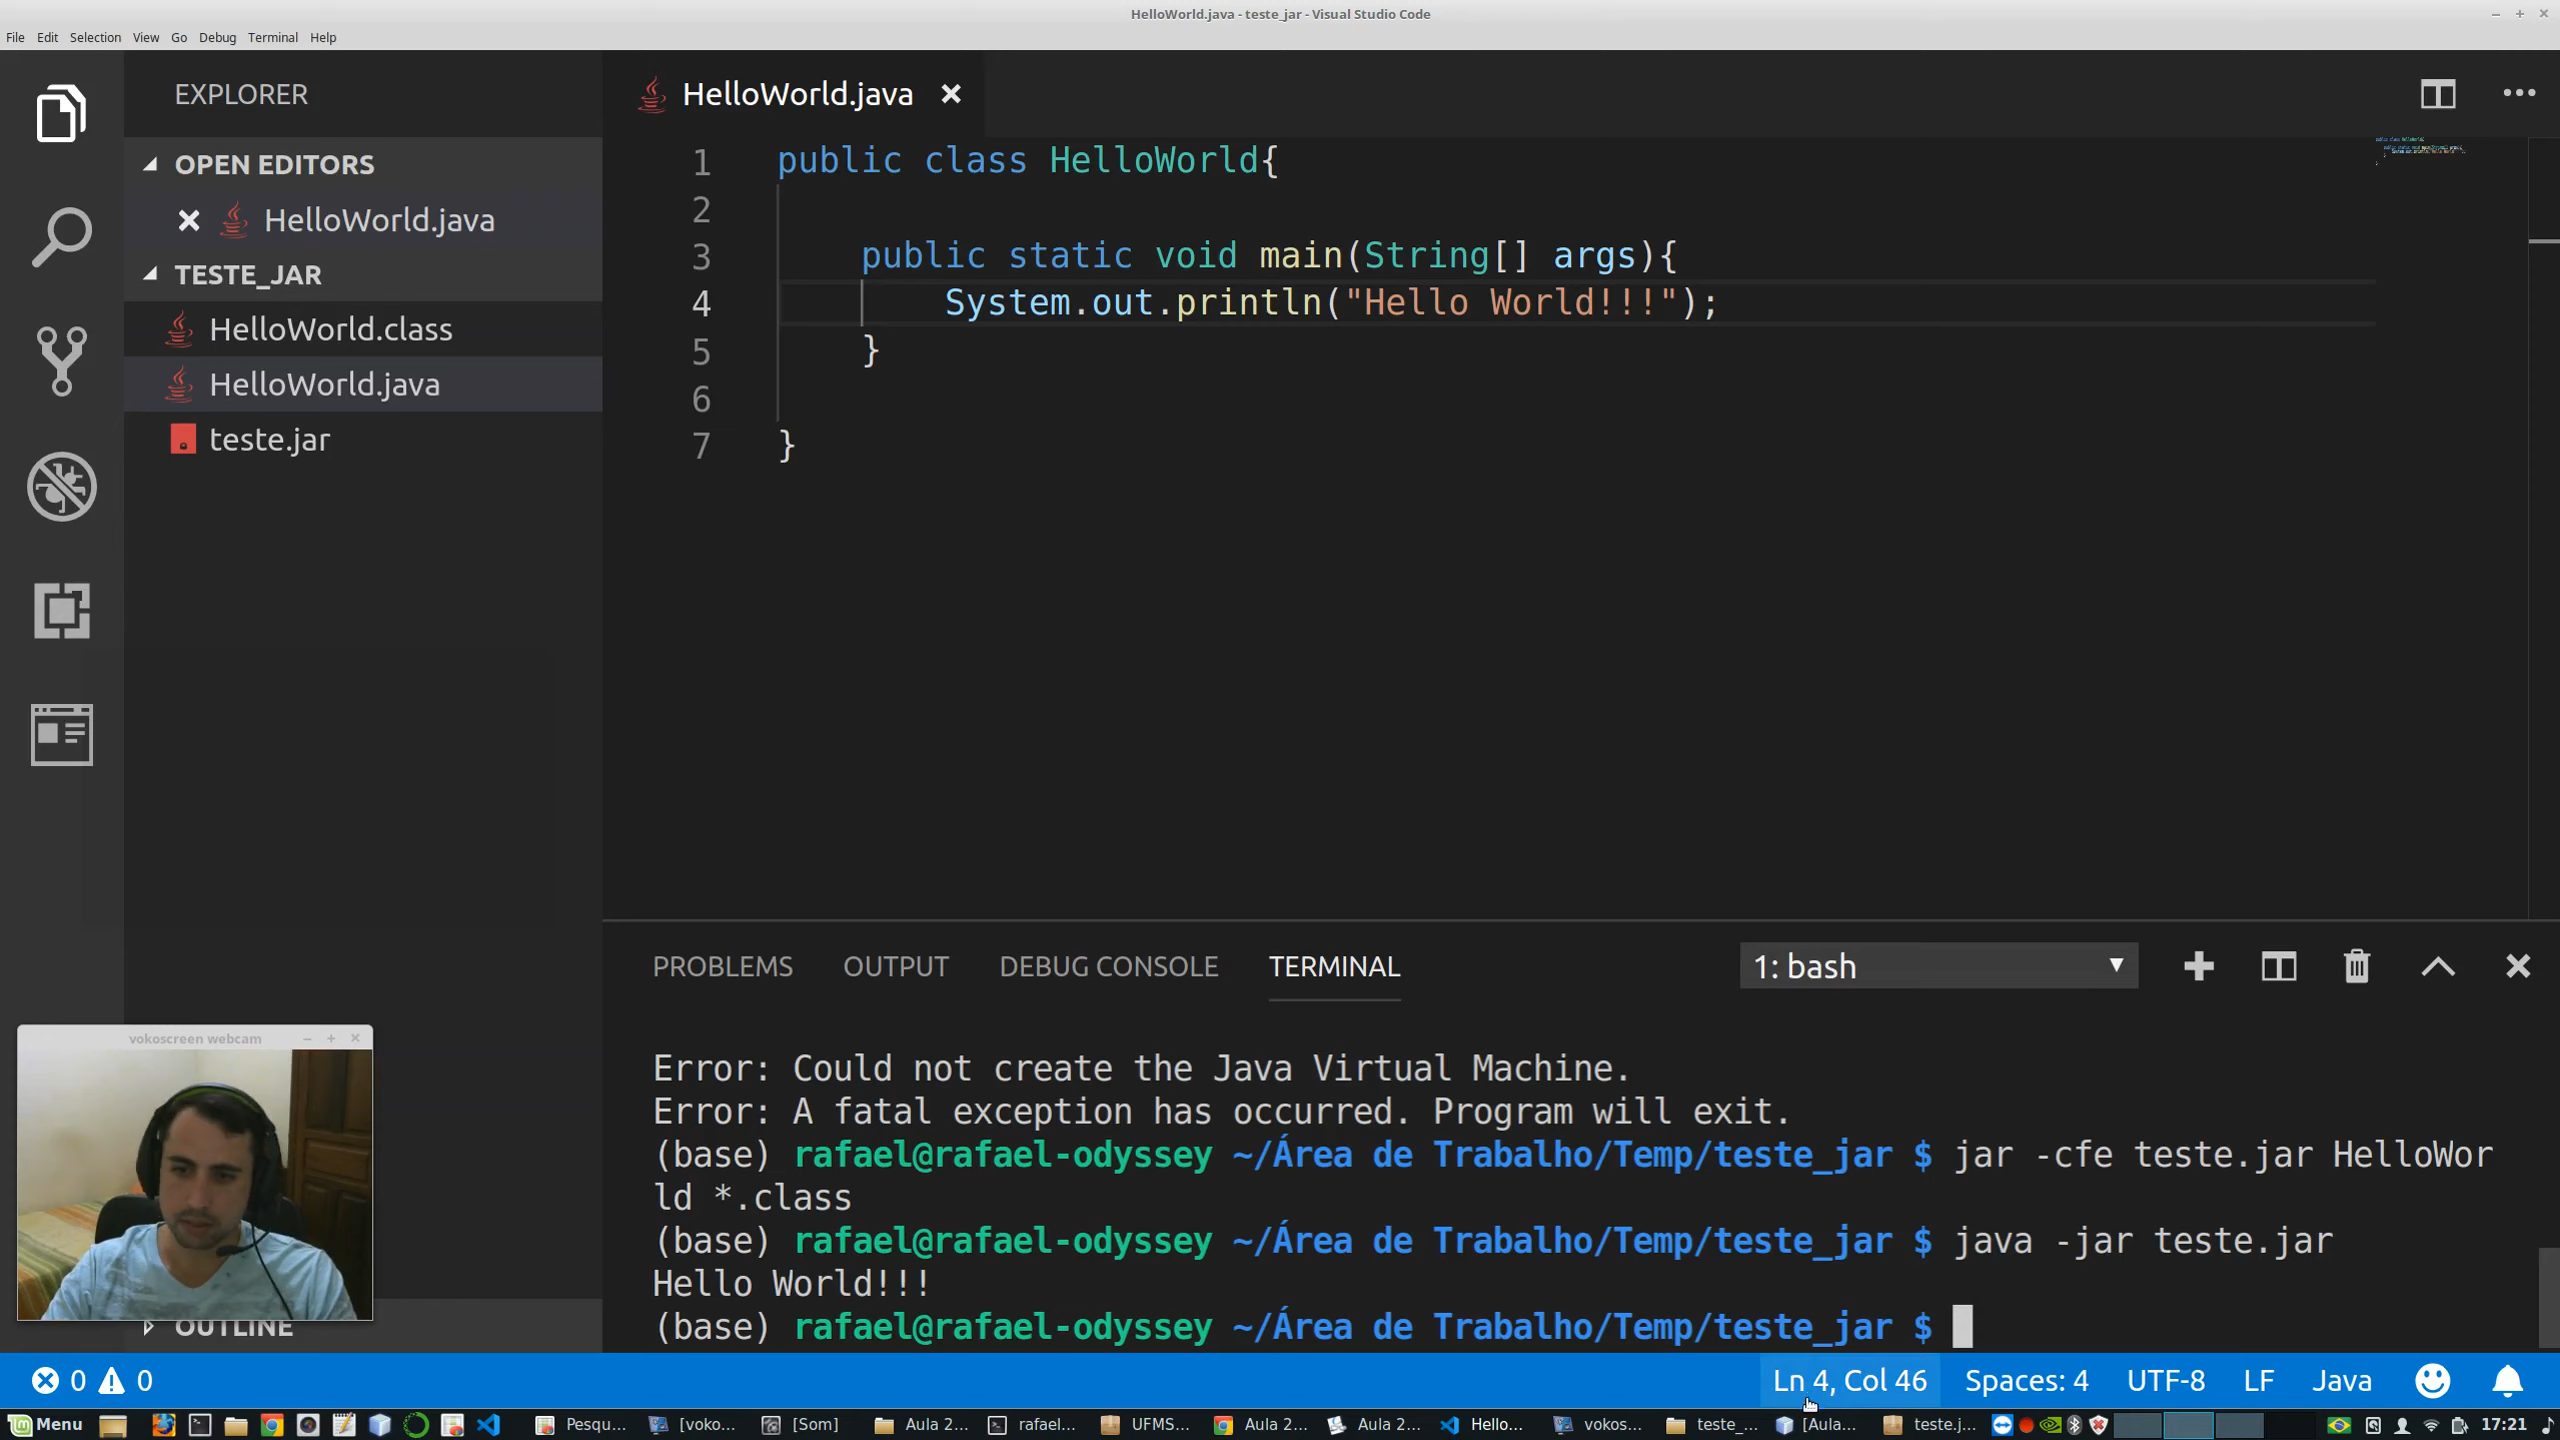 HelloWorld.java - teste_jar - Visual Studio Code
File Edit Selection View Go Debug Terminal Help
EXPLORER
OPEN EDITORS
HelloWorld.java
TESTE_JAR
HelloWorld.class
HelloWorld.java
teste.jar
OUTLINE
HelloWorld.java
1 public class HelloWorld{
2
3 public static void main(String[] args){
4 System.out.println("Hello World!!!");
5 }
6
7 }
PROBLEMS OUTPUT DEBUG CONSOLE TERMINAL 1: bash
Error: Could not create the Java Virtual Machine.
Error: A fatal exception has occurred. Program will exit.
(base) rafael@rafael-odyssey ~/Área de Trabalho/Temp/teste_jar $ jar -cfe teste.jar HelloWor
ld *.class
(base) rafael@rafael-odyssey ~/Área de Trabalho/Temp/teste_jar $ java -jar teste.jar
Hello World!!!
(base) rafael@rafael-odyssey ~/Área de Trabalho/Temp/teste_jar $
vokoscreen webcam
0 0 Ln 4, Col 46 Spaces: 4 UTF-8 LF Java
Menu Pesqu... [voko... [Som] Aula 2... rafael... UFMS... Aula 2... Aula 2... Hello... vokos... teste_... [Aula... teste.j... 17:21